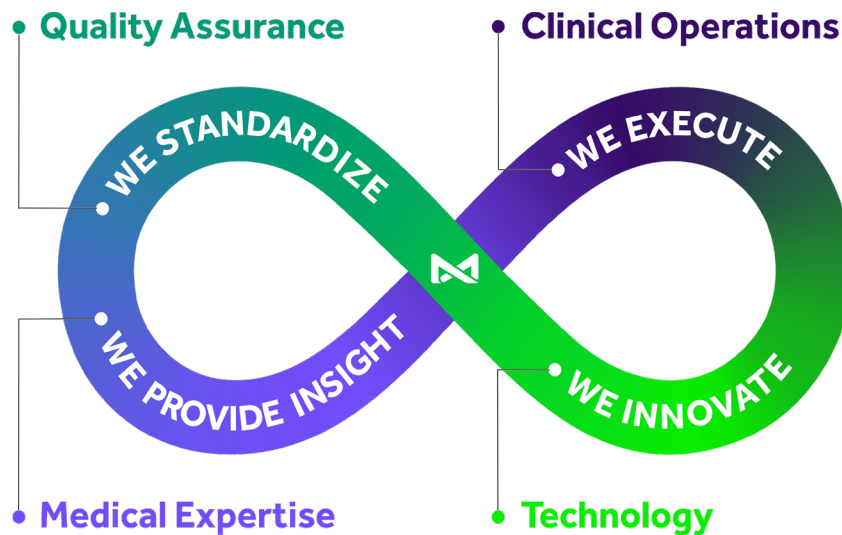 Quality Assurance
Clinical Operations
WE STANDARDIZE
WE EXECUTE
WE PROVIDE INSIGHT
WE INNOVATE
Medical Expertise
Technology